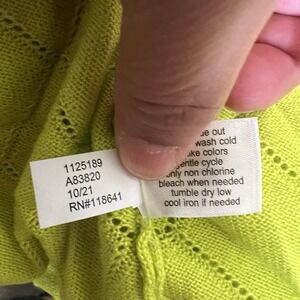 1125189
A83820
10/21
RN#118641
out
wash cold
colors
gentle cycle
only non chlorine
bleach when needed
tumble dry low
cool iron if needed